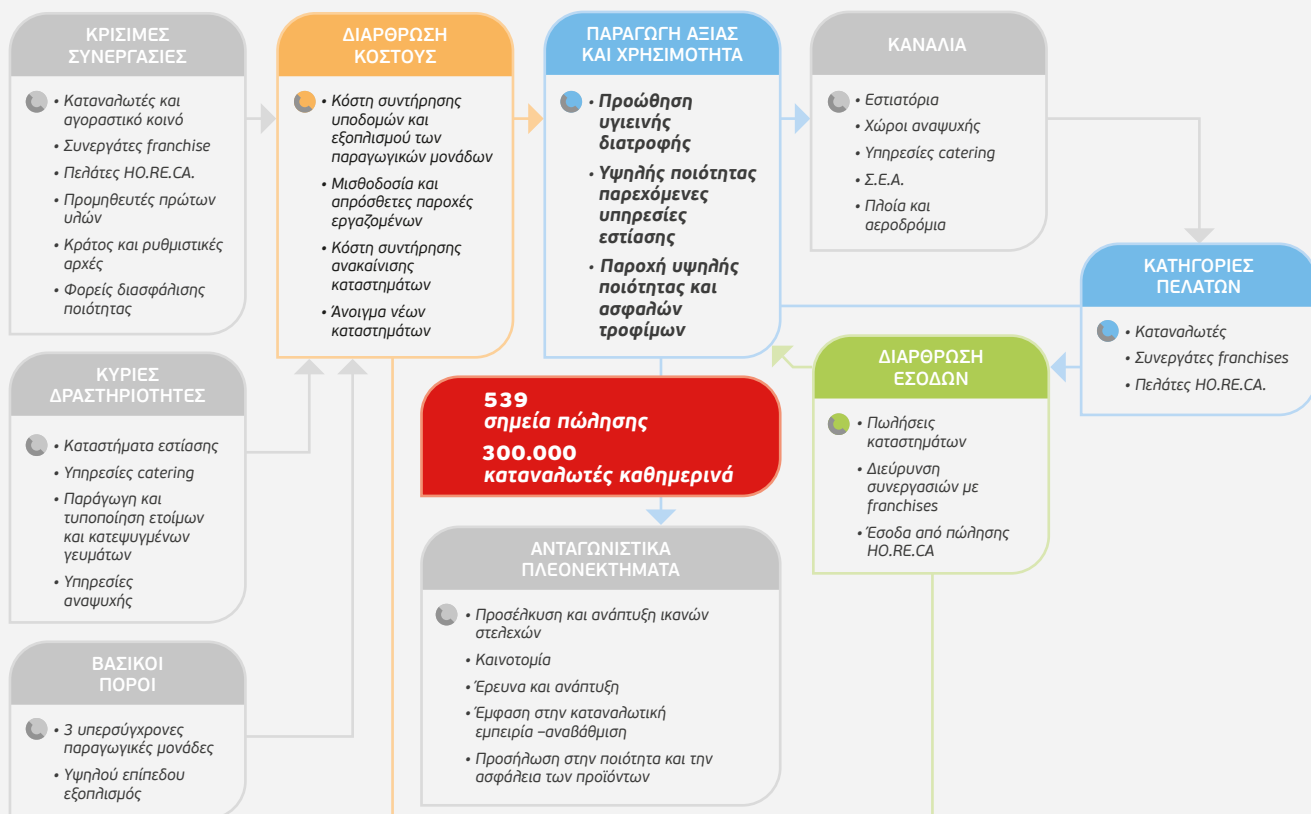 ΚΡΙΣΙΜΕΣ
ΣΥΝΕΡΓΑΣΙΕΣ
• Καταναλωτές και
αγοραστικό κοινό
• Συνεργάτες franchise
• Πελάτες HO.RE.CA.
• Προμηθευτές πρώτων
υλών
• Κράτος και ρυθμιστικές
αρχές
• Φορείς διασφάλισης
ποιότητας
ΔΙΑΡΘΡΩΣΗ
ΚΟΣΤΟΥΣ
• Κόστη συντήρησης
υποδομών και
εξοπλισμού των
παραγωγικών μονάδων
• Μισθοδοσία και
απρόσθετες παροχές
εργαζομένων
• Κόστη συντήρησης
ανακαίνισης
καταστημάτων
• Άνοιγμα νέων
καταστημάτων
ΠΑΡΑΓΩΓΗ ΑΞΙΑΣ
ΚΑΙ ΧΡΗΣΙΜΟΤΗΤΑ
• Προώθηση
υγιεινής
διατροφής
• Υψηλής ποιότητας
παρεχόμενες
υπηρεσίες
εστίασης
• Παροχή υψηλής
ποιότητας και
ασφαλών
τροφίμων
ΚΑΝΑΛΙΑ
• Εστιατόρια
• Χώροι αναψυχής
• Υπηρεσίες catering
• Σ.Ε.Α.
• Πλοία και
αεροδρόμια
ΚΑΤΗΓΟΡΙΕΣ
ΠΕΛΑΤΩΝ
• Καταναλωτές
• Συνεργάτες franchises
• Πελάτες HO.RE.CA.
ΚΥΡΙΕΣ
ΔΡΑΣΤΗΡΙΟΤΗΤΕΣ
• Καταστήματα εστίασης
• Υπηρεσίες catering
• Παράγωγη και
τυποποίηση ετοίμων
και κατεψυγμένων
γευμάτων
• Υπηρεσίες
αναψυχής
539
σημεία πώλησης
300.000
καταναλωτές καθημερινά
ΔΙΑΡΘΡΩΣΗ
ΕΣΟΔΩΝ
• Πωλήσεις
καταστημάτων
• Διεύρυνση
συνεργασιών με
franchises
• Έσοδα από πώλησης
HO.RE.CA
ΑΝΤΑΓΩΝΙΣΤΙΚΑ
ΠΛΕΟΝΕΚΤΗΜΑΤΑ
• Προσέλκυση και ανάπτυξη ικανών
στελεχών
• Καινοτομία
• Έρευνα και ανάπτυξη
• Έμφαση στην καταναλωτική
εμπειρία –αναβάθμιση
• Προσήλωση στην ποιότητα και την
ασφάλεια των προϊόντων
ΒΑΣΙΚΟΙ
ΠΟΡΟΙ
• 3 υπερσύγχρονες
παραγωγικές μονάδες
• Υψηλού επίπεδου
εξοπλισμός